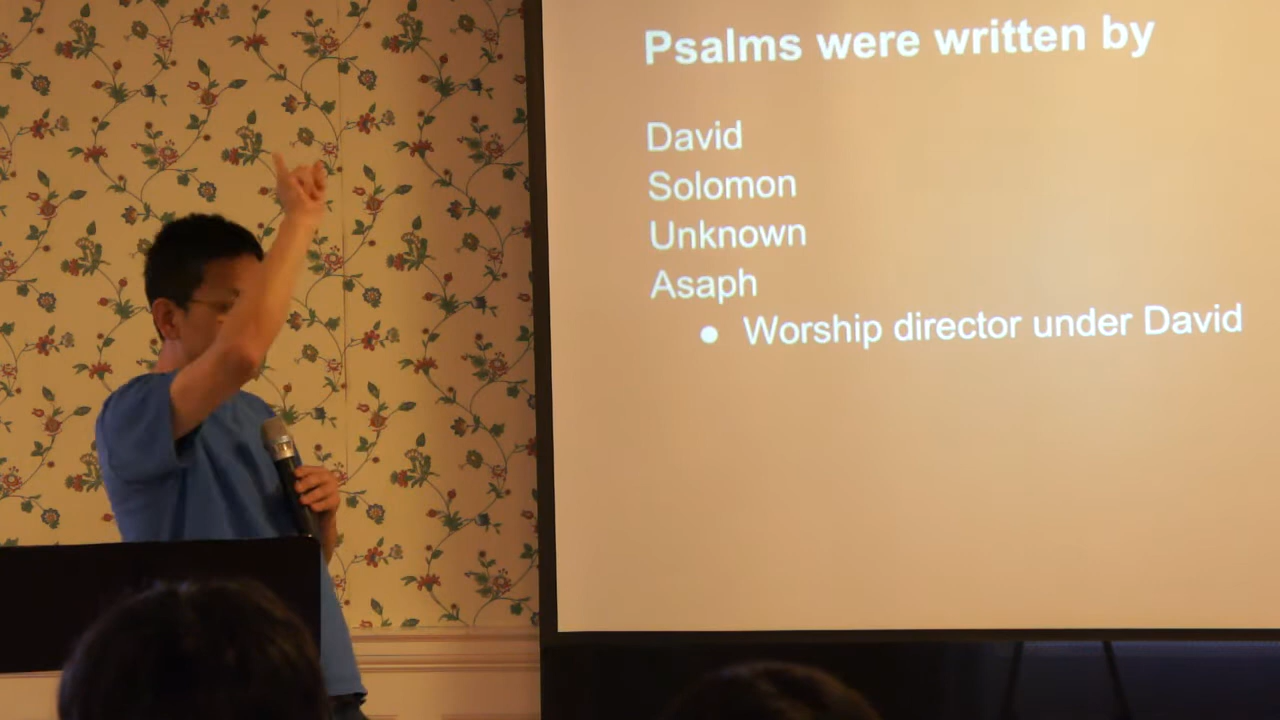 Psalms were written by
David
Solomon
Unknown
Asaph
● Worship director under David